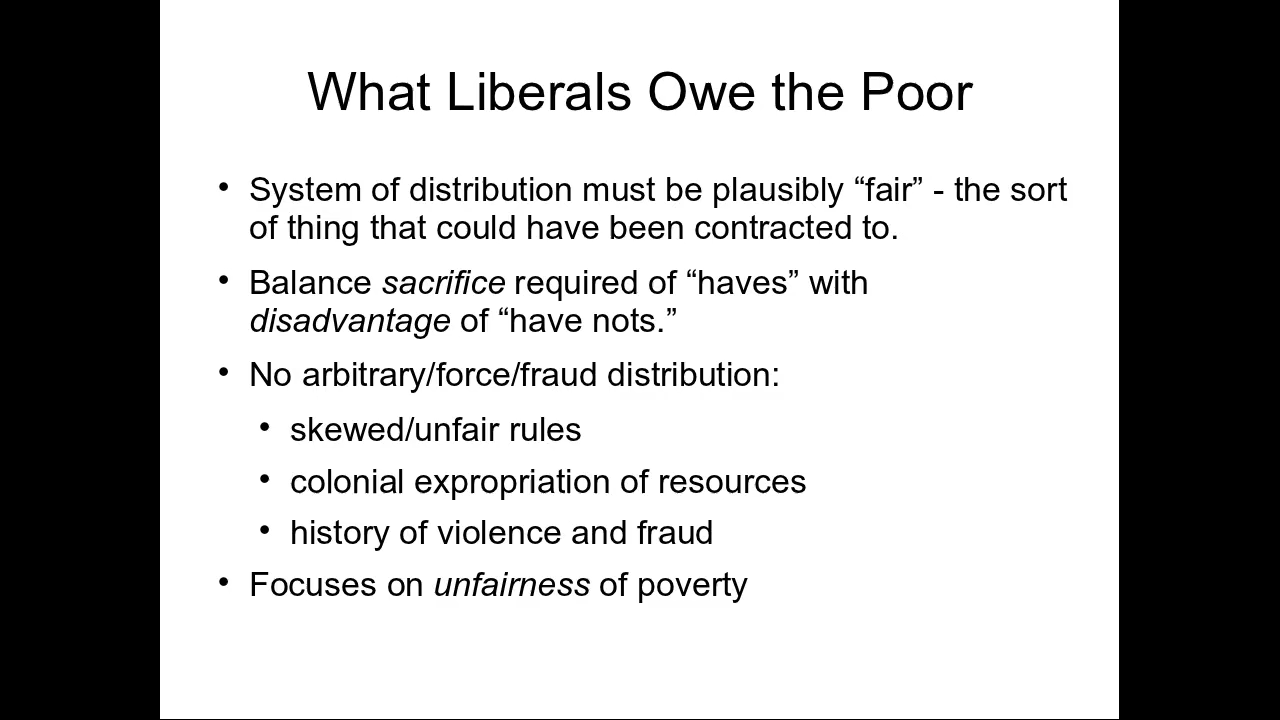 What Liberals Owe the Poor
• System of distribution must be plausibly “fair” - the sort
of thing that could have been contracted to.
• Balance sacrifice required of “haves” with
disadvantage of “have nots.”
• No arbitrary/force/fraud distribution:
• skewed/unfair rules
• colonial expropriation of resources
• history of violence and fraud
• Focuses on unfairness of poverty